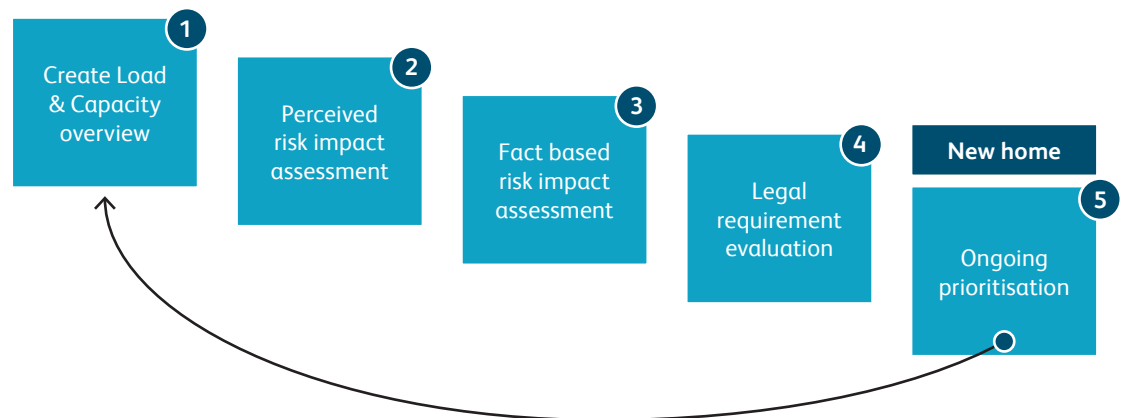 1
Create Load
& Capacity
overview
2
Perceived
risk impact
assessment
3
Fact based
risk impact
assessment
4
Legal
requirement
evaluation
New home
5
Ongoing
prioritisation